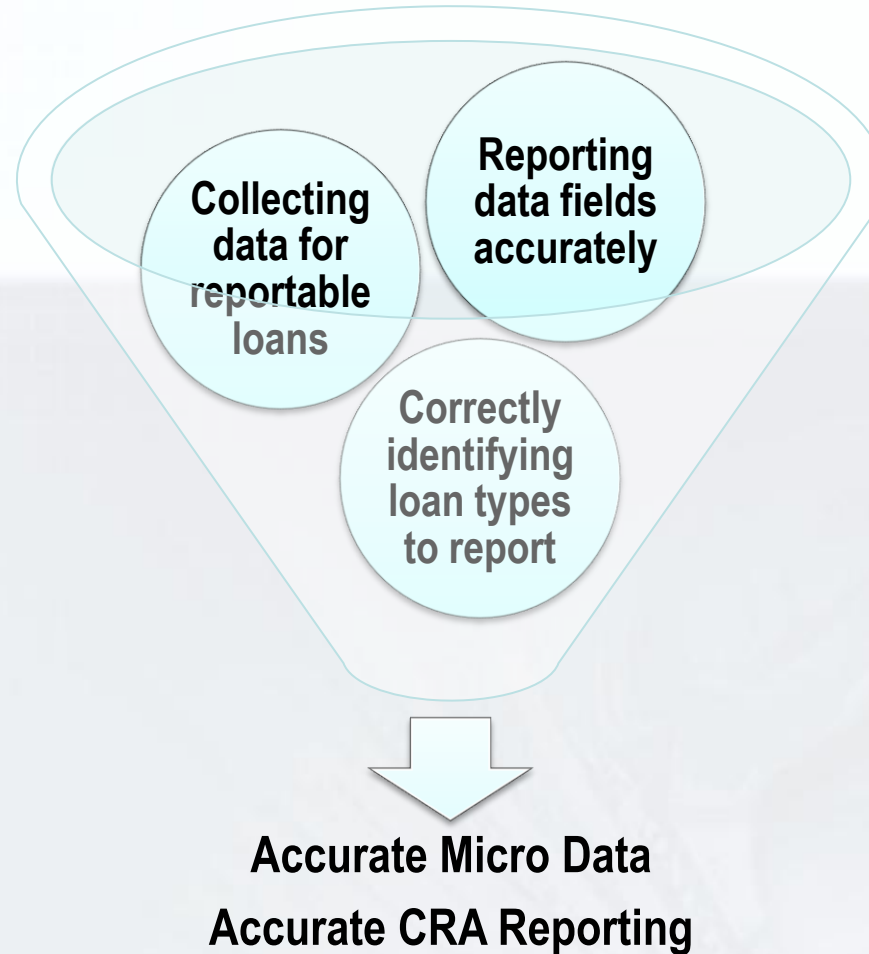 Collecting
data for
reportable
loans
Reporting
data fields
accurately
Correctly
identifying
loan types
to report
Accurate Micro Data
Accurate CRA Reporting